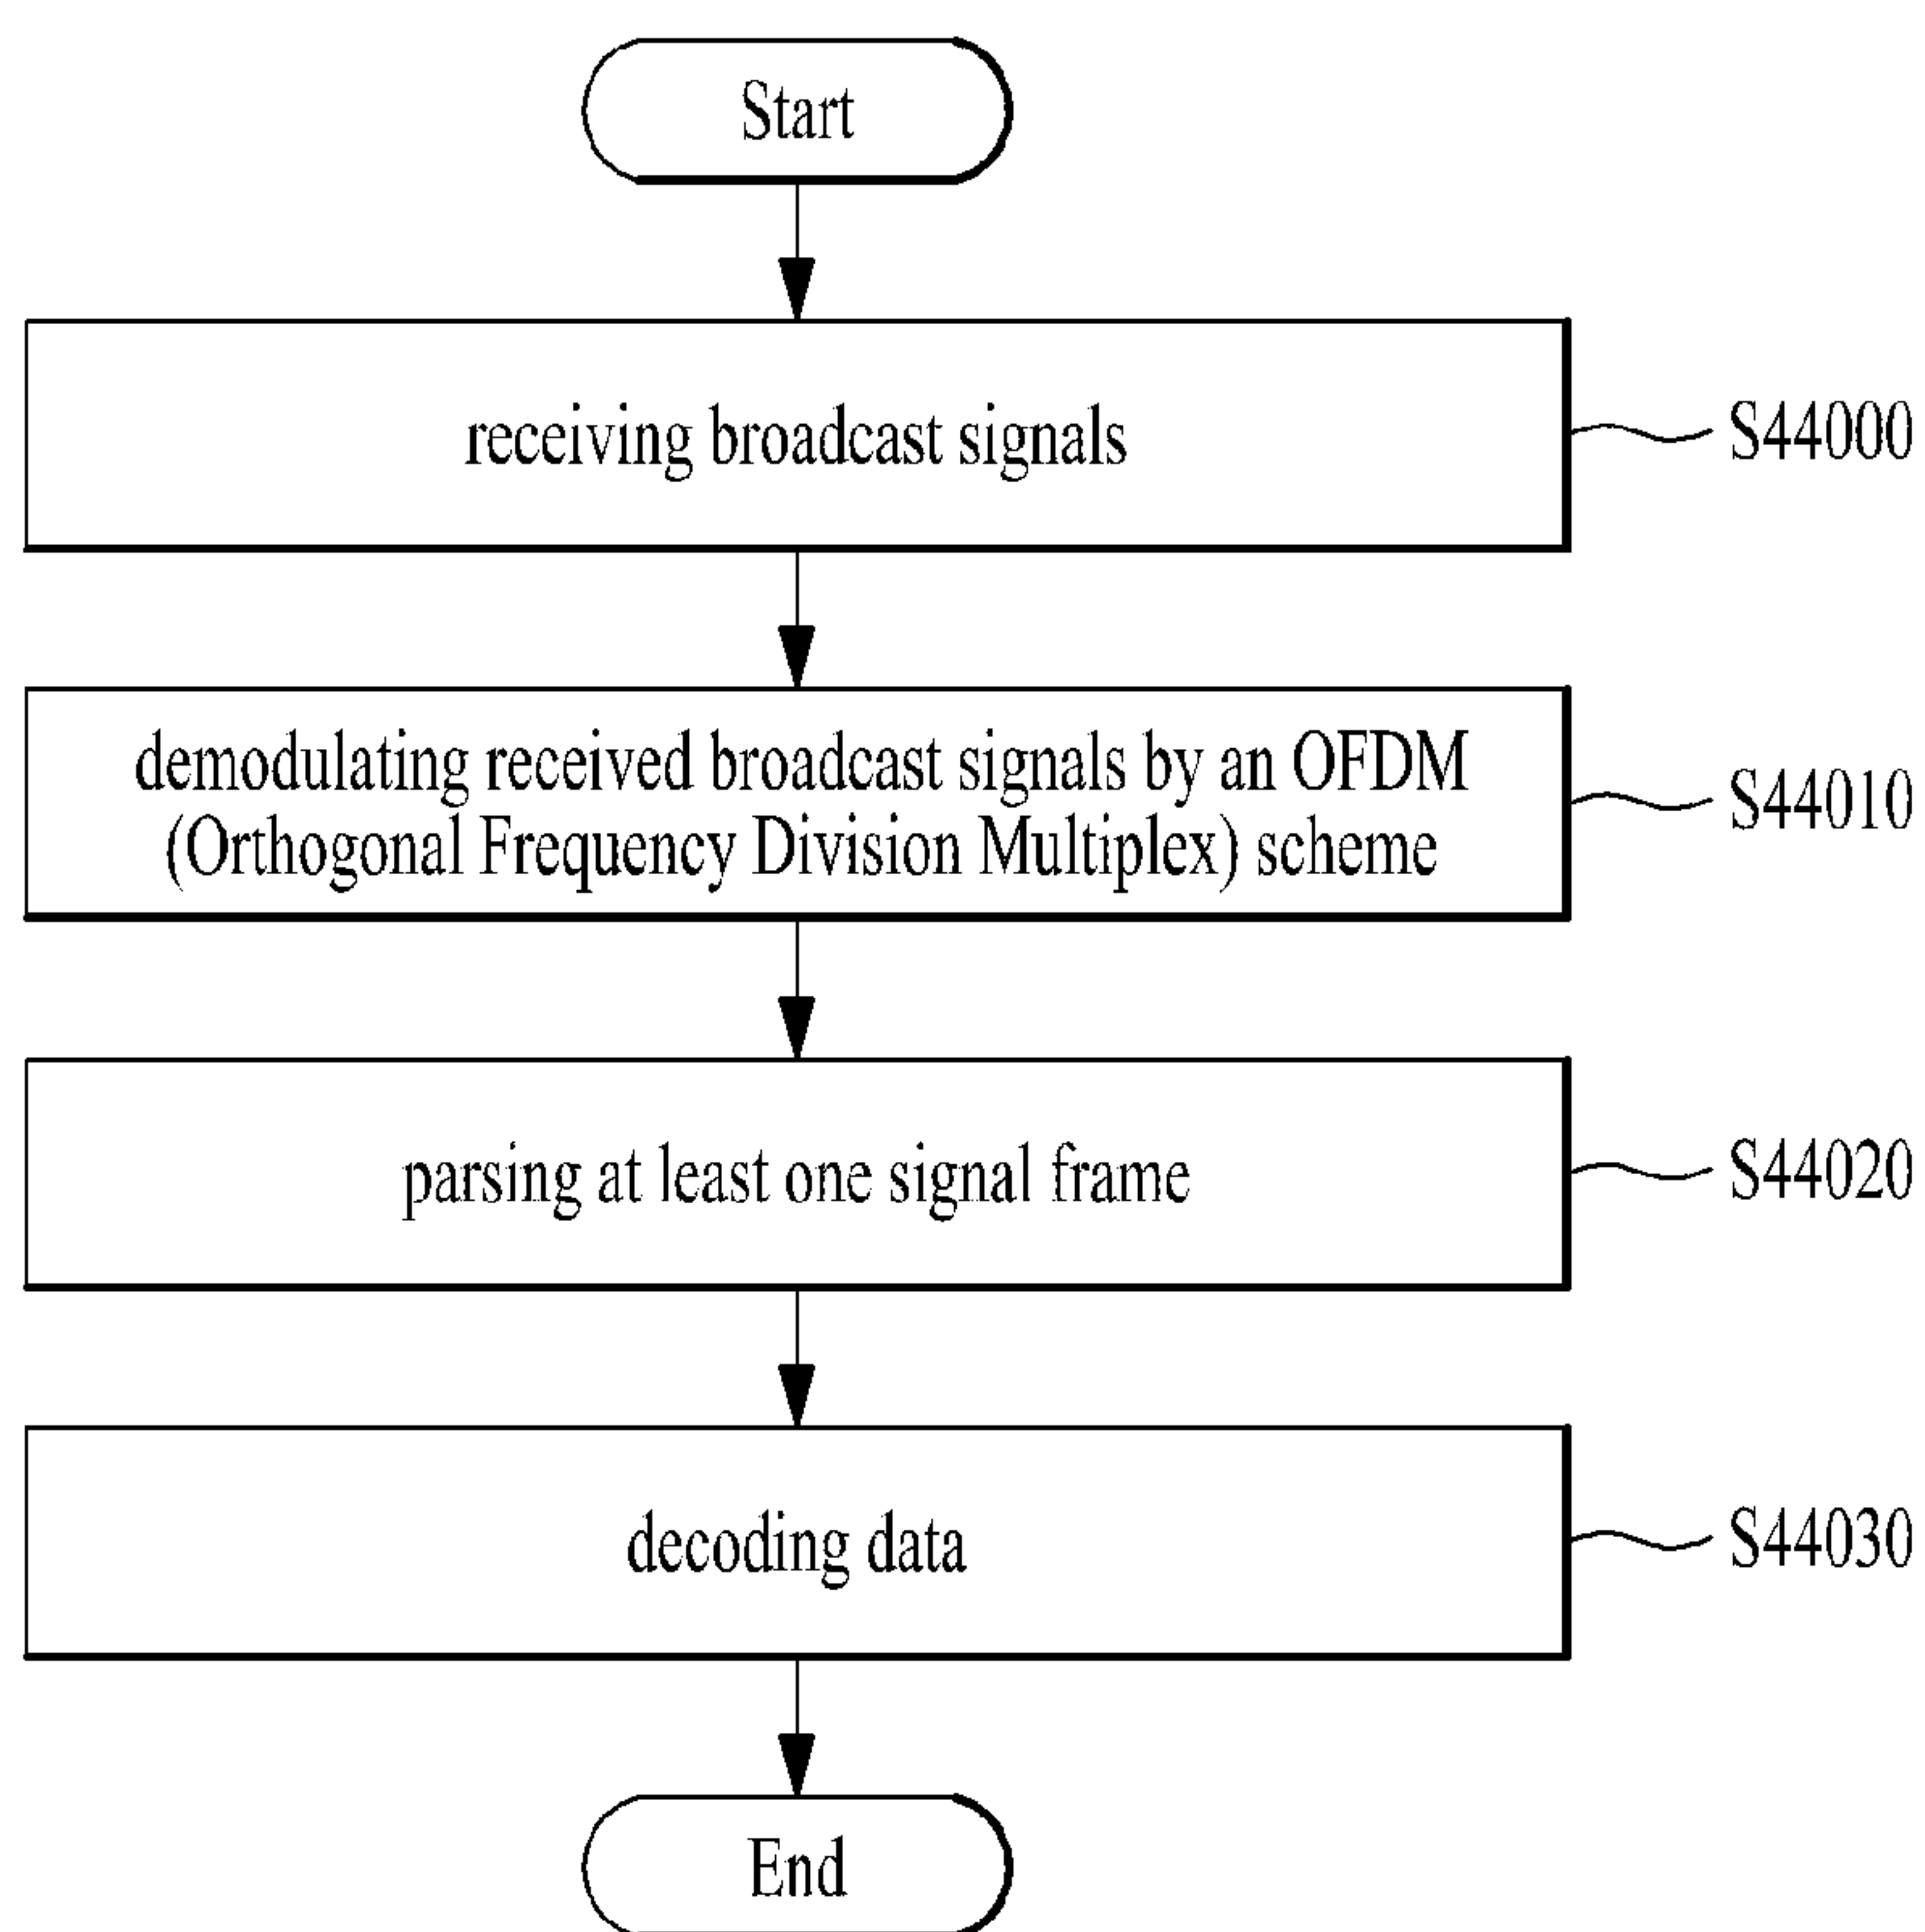 Start
receiving broadcast signals
S44000
demodulating received broadcast signals by an OFDM
(Orthogonal Frequency Division Multiplex) scheme
S44010
parsing at least one signal frame
S44020
decoding data
S44030
End